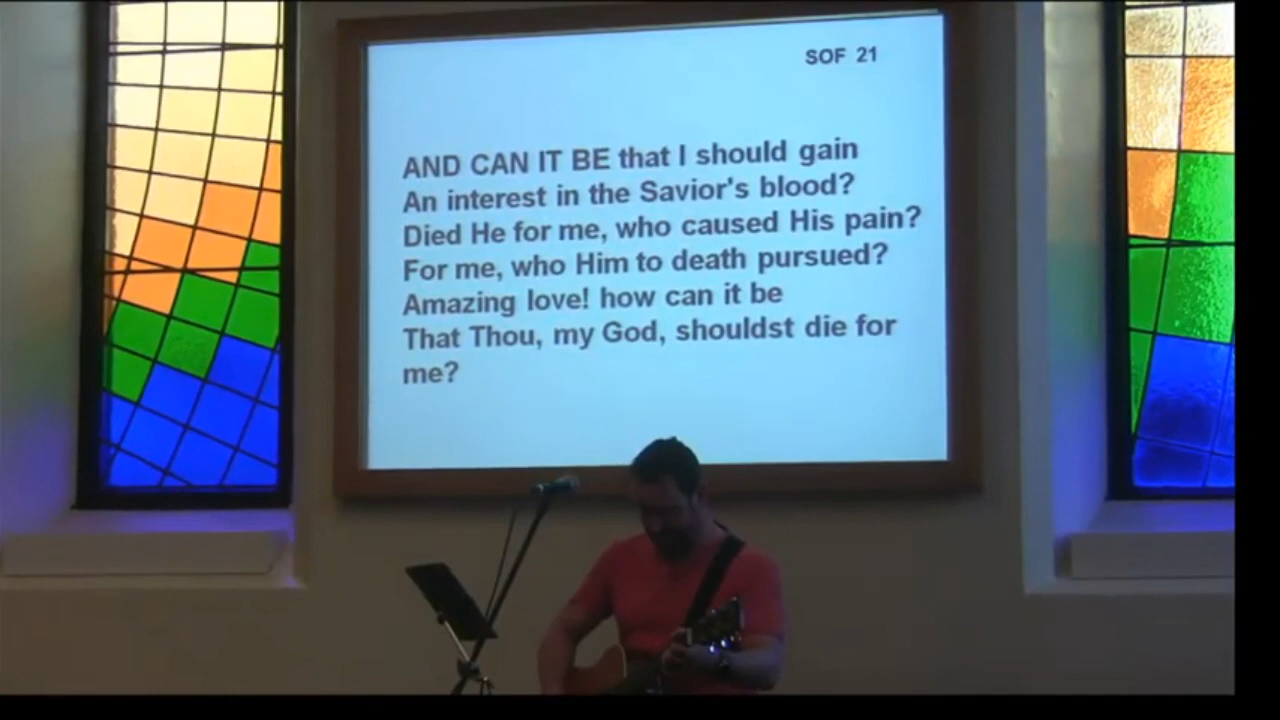 SOF 21
AND CAN IT BE that I should gain
An interest in the Savior's blood?
Died He for me, who caused His pain?
For me, who Him to death pursued?
Amazing love! how can it be
That Thou, my God, shouldst die for
me?